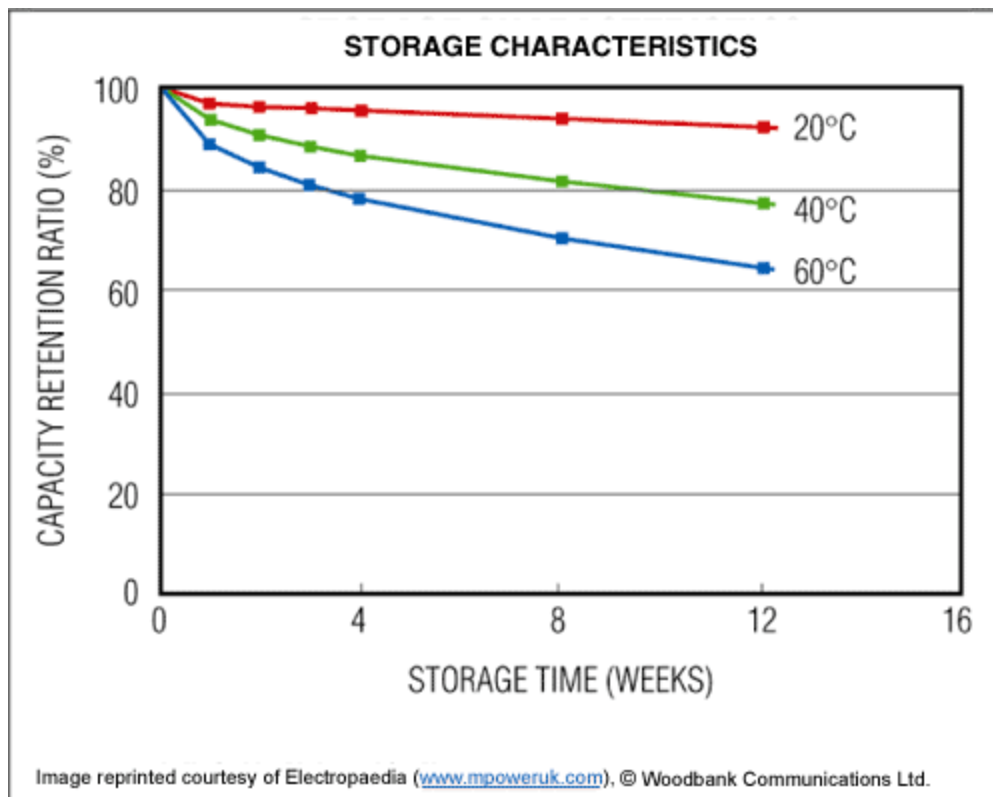 STORAGE CHARACTERISTICS
CAPACITY RETENTION RATIO (%)
100
80
60
40
20
0
20°C
40°C
60°C
0 4 8 12 16
STORAGE TIME (WEEKS)
Image reprinted courtesy of Electropaedia (www.mpoweruk.com), © Woodbank Communications Ltd.